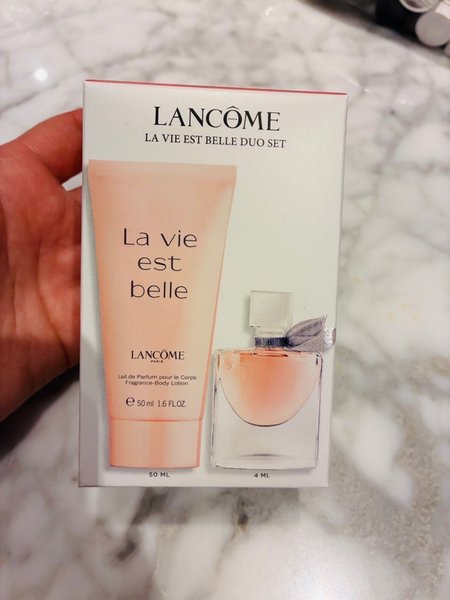 LANCÔME
LA VIE EST BELLE DUO SET
La vie
est
belle
LANCÔME
PARIS
Lait de Parfum pour le Corps
Fragrance-Body Lotion
e 50 ml 1.6 FL.OZ.
50 ML
4 ML